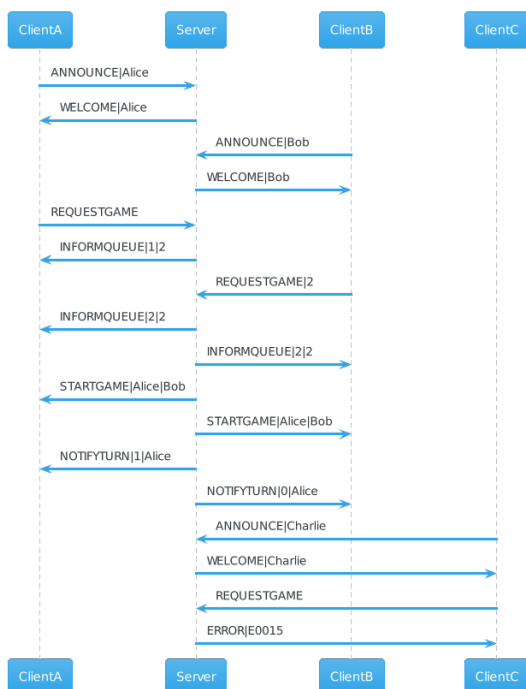 ClientA Server ClientB ClientC
ANNOUNCE|Alice
WELCOME|Alice
ANNOUNCE|Bob
WELCOME|Bob
REQUESTGAME
INFORMQUEUE|1|2
REQUESTGAME|2
INFORMQUEUE|2|2
INFORMQUEUE|2|2
STARTGAME|Alice|Bob
STARTGAME|Alice|Bob
NOTIFYTURN|1|Alice
NOTIFYTURN|0|Alice
ANNOUNCE|Charlie
WELCOME|Charlie
REQUESTGAME
ERROR|E0015
ClientA Server ClientB ClientC